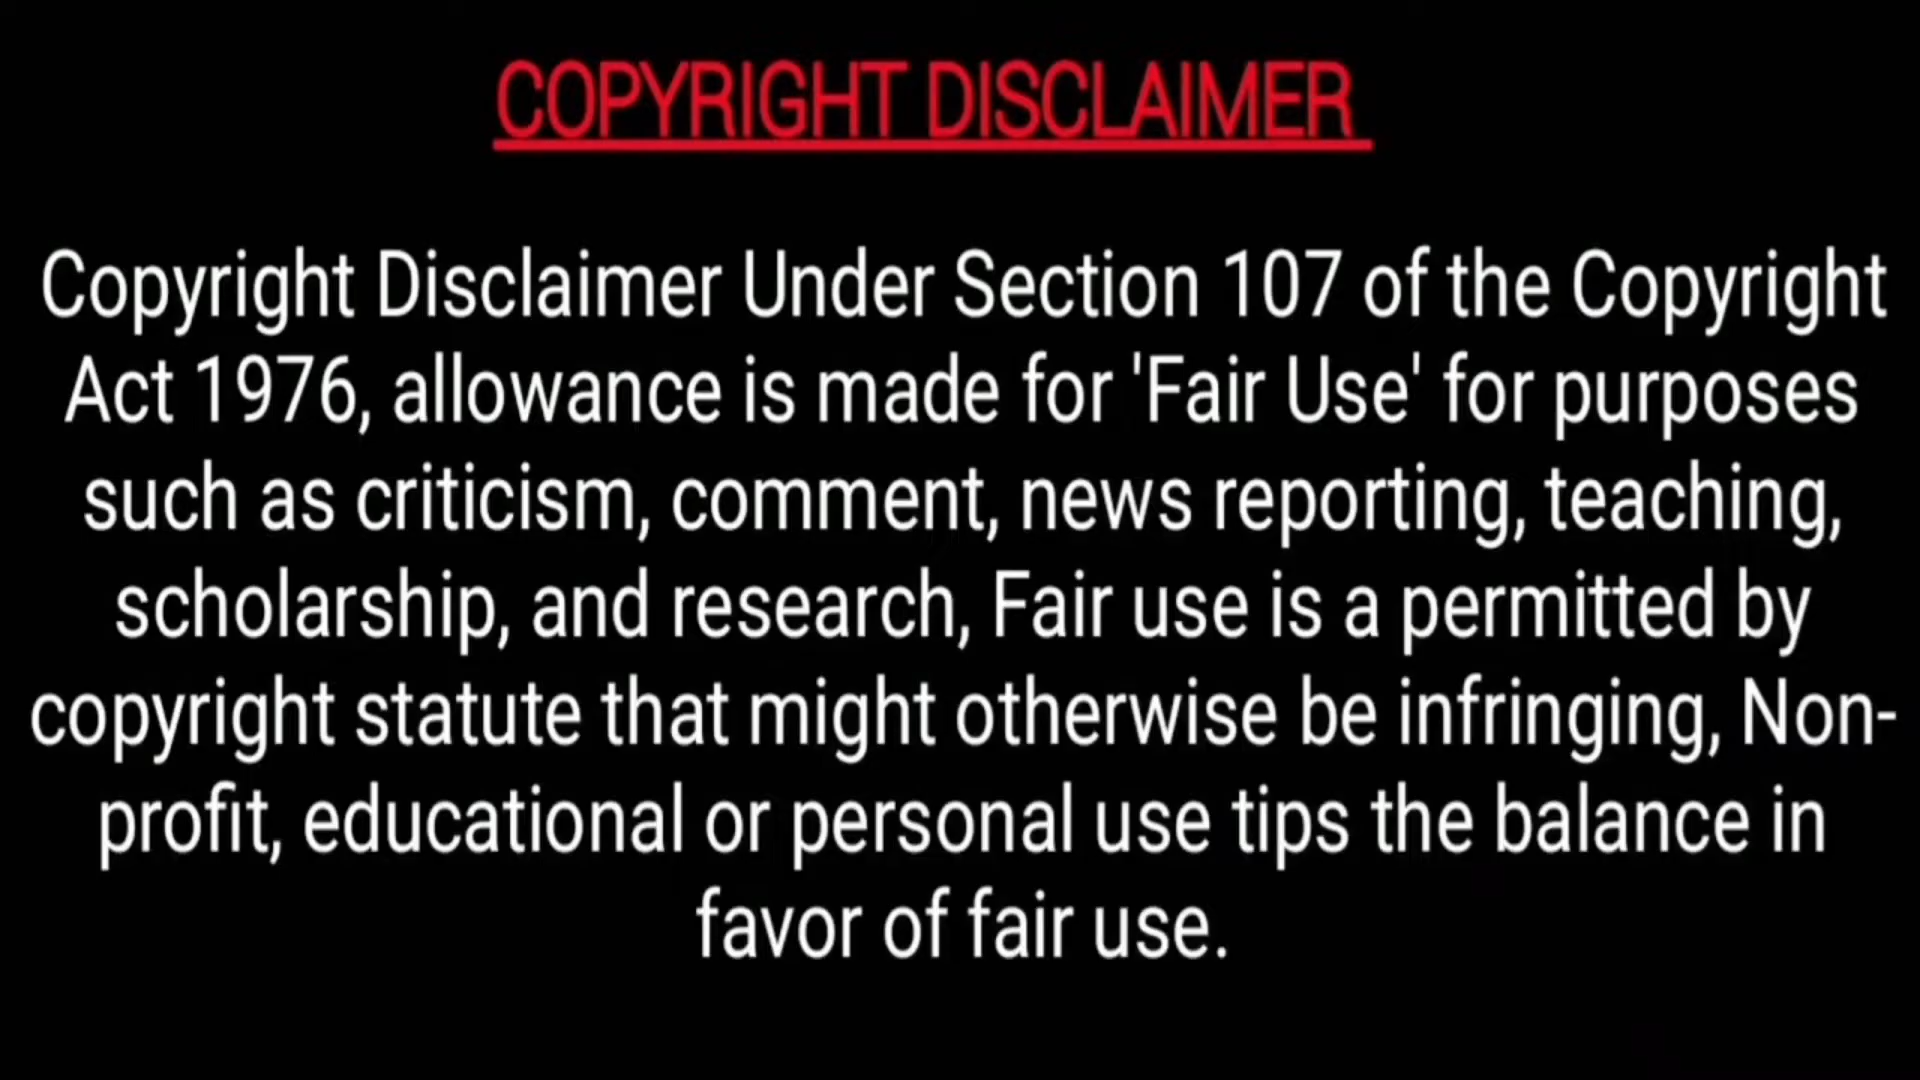 COPYRIGHT DISCLAIMER
Copyright Disclaimer Under Section 107 of the Copyright
Act 1976, allowance is made for 'Fair Use' for purposes
such as criticism, comment, news reporting, teaching,
scholarship, and research, Fair use is a permitted by
copyright statute that might otherwise be infringing, Non-
profit, educational or personal use tips the balance in
favor of fair use.